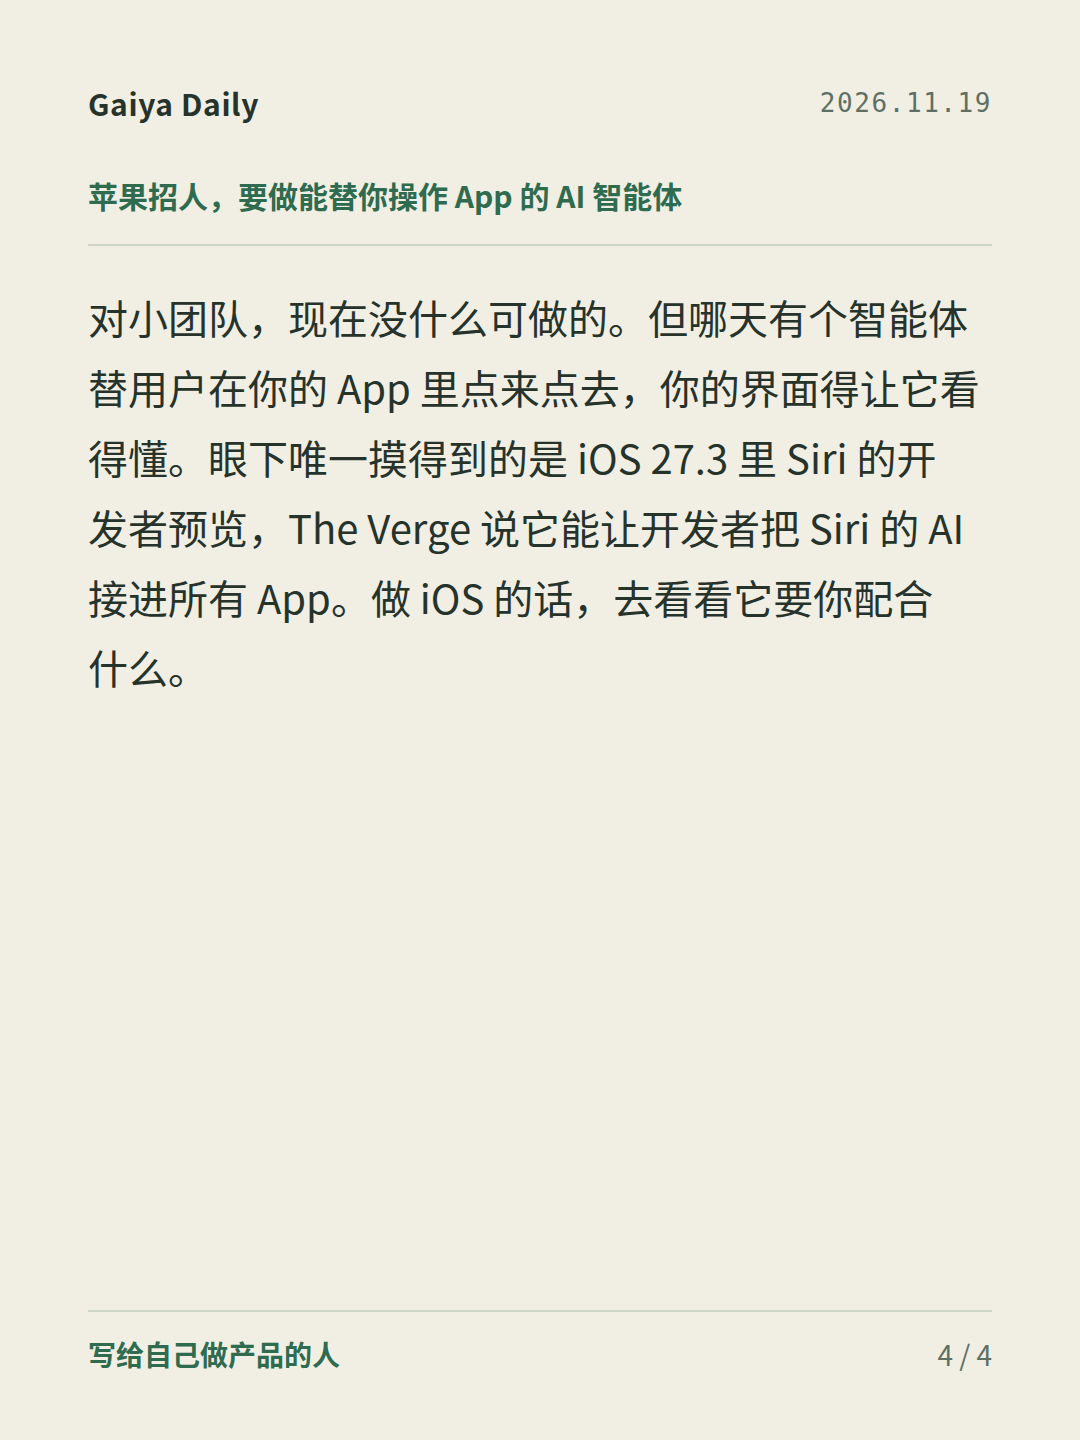 Gaiya Daily
2026.11.19
苹果招人，要做能替你操作 App 的 AI 智能体
对小团队，现在没什么可做的。但哪天有个智能体
替用户在你的 App 里点来点去，你的界面得让它看
得懂。眼下唯一摸得到的是 iOS 27.3 里 Siri 的开
发者预览，The Verge 说它能让开发者把 Siri 的 AI
接进所有 App。做 iOS 的话，去看看它要你配合
什么。
写给自己做产品的人
4 / 4